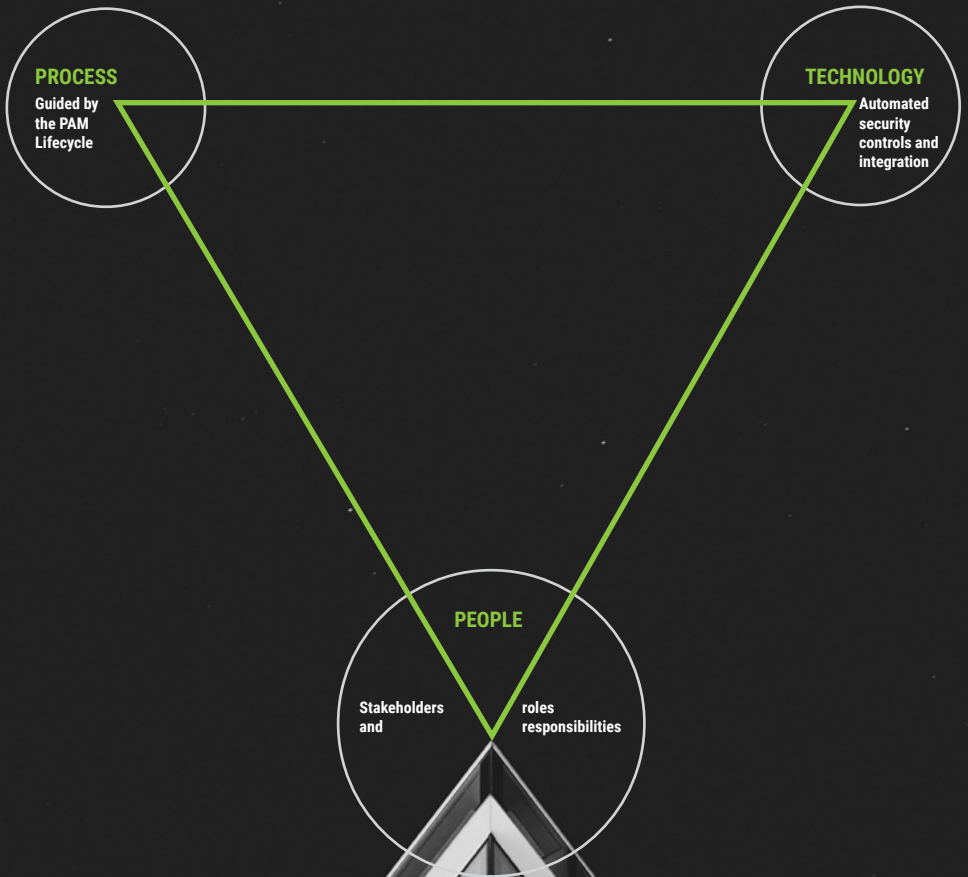 PROCESS
Guided by
the PAM
Lifecycle
TECHNOLOGY
Automated
security
controls and
integration
PEOPLE
Stakeholders roles
and responsibilities